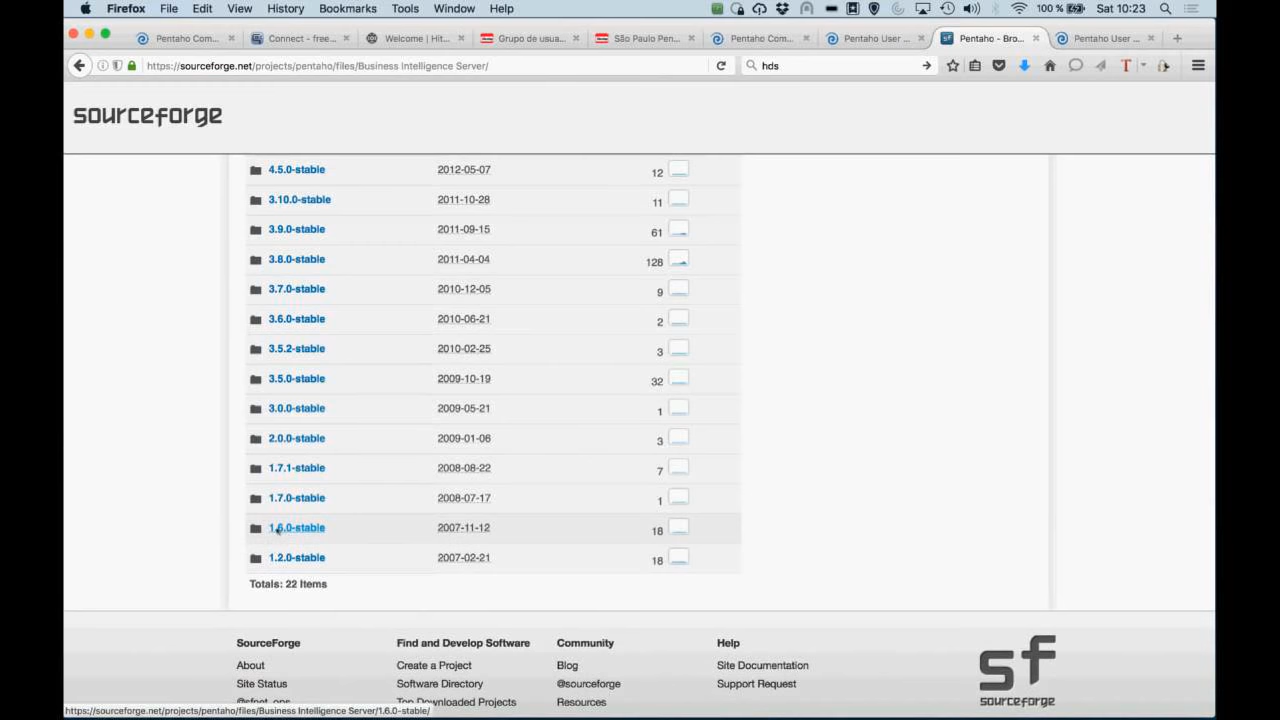 Firefox File Edit View History Bookmarks Tools Window Help 100 % Sat 10:23
Pentaho Com... Connect - free... Welcome | Hit... Grupo de usua... São Paulo Pen... Pentaho Com... Pentaho User ... Pentaho - Bro... Pentaho User ...
https://sourceforge.net/projects/pentaho/files/Business Intelligence Server/ hds
sourceforge
4.5.0-stable 2012-05-07 12
3.10.0-stable 2011-10-28 11
3.9.0-stable 2011-09-15 61
3.8.0-stable 2011-04-04 128
3.7.0-stable 2010-12-05 9
3.6.0-stable 2010-06-21 2
3.5.2-stable 2010-02-25 3
3.5.0-stable 2009-10-19 32
3.0.0-stable 2009-05-21 1
2.0.0-stable 2009-01-06 3
1.7.1-stable 2008-08-22 7
1.7.0-stable 2008-07-17 1
1.6.0-stable 2007-11-12 18
1.2.0-stable 2007-02-21 18
Totals: 22 Items
SourceForge Find and Develop Software Community Help
About Create a Project Blog Site Documentation
Site Status Software Directory @sourceforge Support Request
@sfnet_ops Top Downloaded Projects Resources
sf
sourceforge
https://sourceforge.net/projects/pentaho/files/Business Intelligence Server/1.6.0-stable/